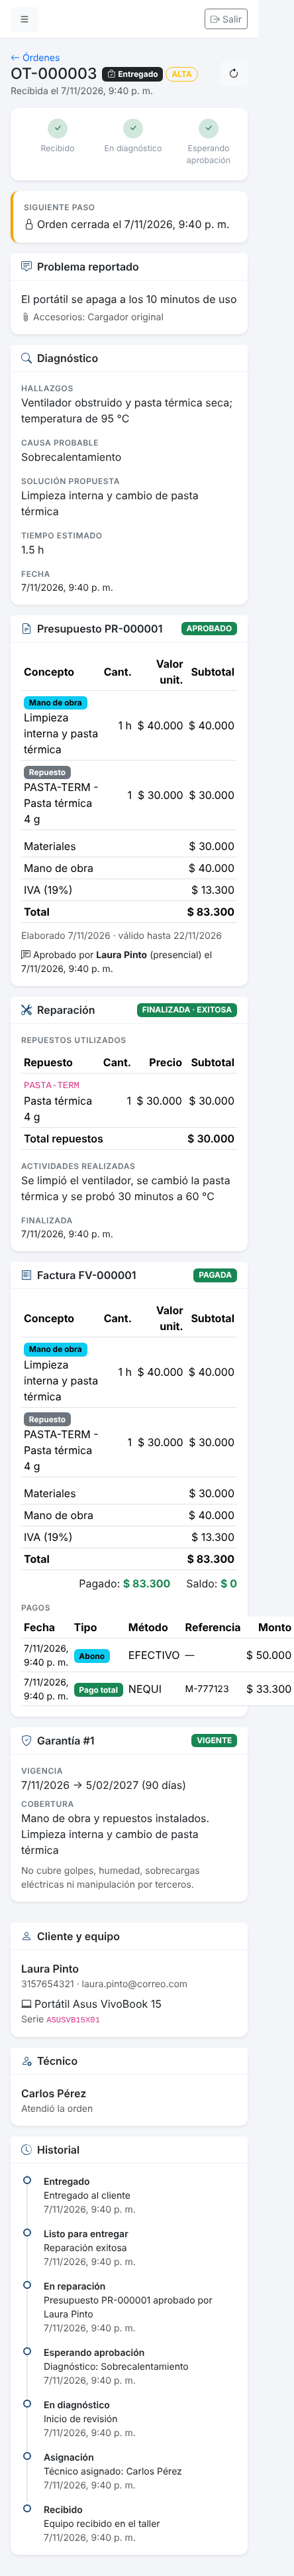 Salir
← Órdenes
OT-000003 Entregado ALTA
Recibida el 7/11/2026, 9:40 p. m.
Recibido
En diagnóstico
Esperando
aprobación
SIGUIENTE PASO
Orden cerrada el 7/11/2026, 9:40 p. m.
Problema reportado
El portátil se apaga a los 10 minutos de uso
Accesorios: Cargador original
Diagnóstico
HALLAZGOS
Ventilador obstruido y pasta térmica seca;
temperatura de 95 °C
CAUSA PROBABLE
Sobrecalentamiento
SOLUCIÓN PROPUESTA
Limpieza interna y cambio de pasta
térmica
TIEMPO ESTIMADO
1.5 h
FECHA
7/11/2026, 9:40 p. m.
Presupuesto PR-000001 APROBADO
Concepto Cant. Valor unit. Subtotal
Mano de obra
Limpieza
interna y pasta
térmica
1 h $ 40.000 $ 40.000
Repuesto
PASTA-TERM -
Pasta térmica
4 g
1 $ 30.000 $ 30.000
Materiales $ 30.000
Mano de obra $ 40.000
IVA (19%) $ 13.300
Total $ 83.300
Elaborado 7/11/2026 · válido hasta 22/11/2026
Aprobado por Laura Pinto (presencial) el
7/11/2026, 9:40 p. m.
Reparación FINALIZADA · EXITOSA
REPUESTOS UTILIZADOS
Repuesto Cant. Precio Subtotal
PASTA-TERM
Pasta térmica
4 g
1 $ 30.000 $ 30.000
Total repuestos $ 30.000
ACTIVIDADES REALIZADAS
Se limpió el ventilador, se cambió la pasta
térmica y se probó 30 minutos a 60 °C
FINALIZADA
7/11/2026, 9:40 p. m.
Factura FV-000001 PAGADA
Concepto Cant. Valor unit. Subtotal
Mano de obra
Limpieza
interna y pasta
térmica
1 h $ 40.000 $ 40.000
Repuesto
PASTA-TERM -
Pasta térmica
4 g
1 $ 30.000 $ 30.000
Materiales $ 30.000
Mano de obra $ 40.000
IVA (19%) $ 13.300
Total $ 83.300
Pagado: $ 83.300 Saldo: $ 0
PAGOS
Fecha Tipo Método Referencia Monto
7/11/2026, 9:40 p. m. Abono EFECTIVO — $ 50.000
7/11/2026, 9:40 p. m. Pago total NEQUI M-777123 $ 33.300
Garantía #1 VIGENTE
VIGENCIA
7/11/2026 → 5/02/2027 (90 días)
COBERTURA
Mano de obra y repuestos instalados.
Limpieza interna y cambio de pasta
térmica
No cubre golpes, humedad, sobrecargas
eléctricas ni manipulación por terceros.
Cliente y equipo
Laura Pinto
3157654321 · laura.pinto@correo.com
Portátil Asus VivoBook 15
Serie ASUSVB15X01
Técnico
Carlos Pérez
Atendió la orden
Historial
Entregado
Entregado al cliente
7/11/2026, 9:40 p. m.
Listo para entregar
Reparación exitosa
7/11/2026, 9:40 p. m.
En reparación
Presupuesto PR-000001 aprobado por
Laura Pinto
7/11/2026, 9:40 p. m.
Esperando aprobación
Diagnóstico: Sobrecalentamiento
7/11/2026, 9:40 p. m.
En diagnóstico
Inicio de revisión
7/11/2026, 9:40 p. m.
Asignación
Técnico asignado: Carlos Pérez
7/11/2026, 9:40 p. m.
Recibido
Equipo recibido en el taller
7/11/2026, 9:40 p. m.